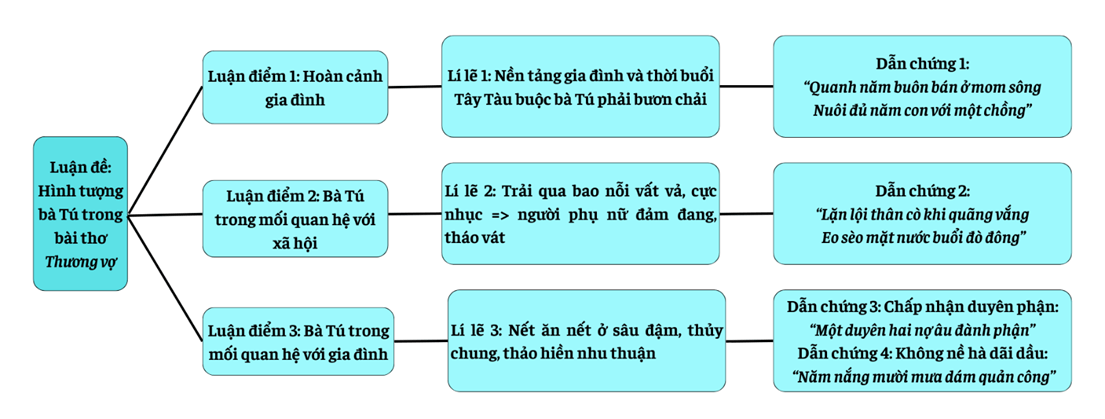 Luận đề:
Hình tượng
bà Tú trong
bài thơ
Thương vợ
Luận điểm 1: Hoàn cảnh
gia đình
Lí lẽ 1: Nền tảng gia đình và thời buổi
Tây Tàu buộc bà Tú phải bươn chải
Dẫn chứng 1:
“Quanh năm buôn bán ở mom sông
Nuôi đủ năm con với một chồng”
Luận điểm 2: Bà Tú
trong mối quan hệ với
xã hội
Lí lẽ 2: Trải qua bao nỗi vất vả, cực
nhục => người phụ nữ đảm đang,
tháo vát
Dẫn chứng 2:
“Lặn lội thân cò khi quãng vắng
Eo sèo mặt nước buổi đò đông”
Luận điểm 3: Bà Tú trong
mối quan hệ với gia đình
Lí lẽ 3: Nết ăn nết ở sâu đậm, thủy
chung, thảo hiền nhu thuận
Dẫn chứng 3: Chấp nhận duyên phận:
“Một duyên hai nợ âu đành phận”
Dẫn chứng 4: Không nề hà dãi dầu:
“Năm nắng mười mưa dám quản công”